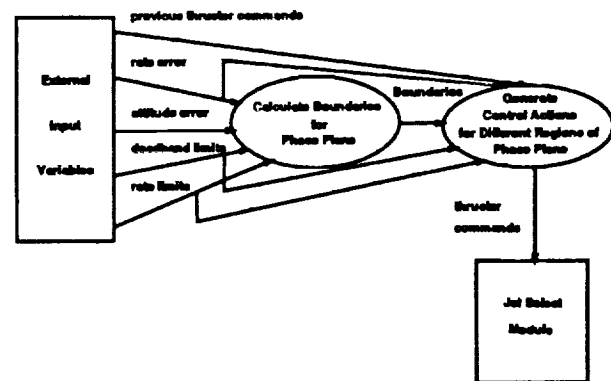 previous thruster commands
rate error
attitude error
deadband limits
rate limits
External
Input
Variables
Calculate Boundaries
for
Phase Plane
Boundaries
Generate
Control Actions
for Different Regions of
Phase Plane
thruster
commands
Jet Select
Module